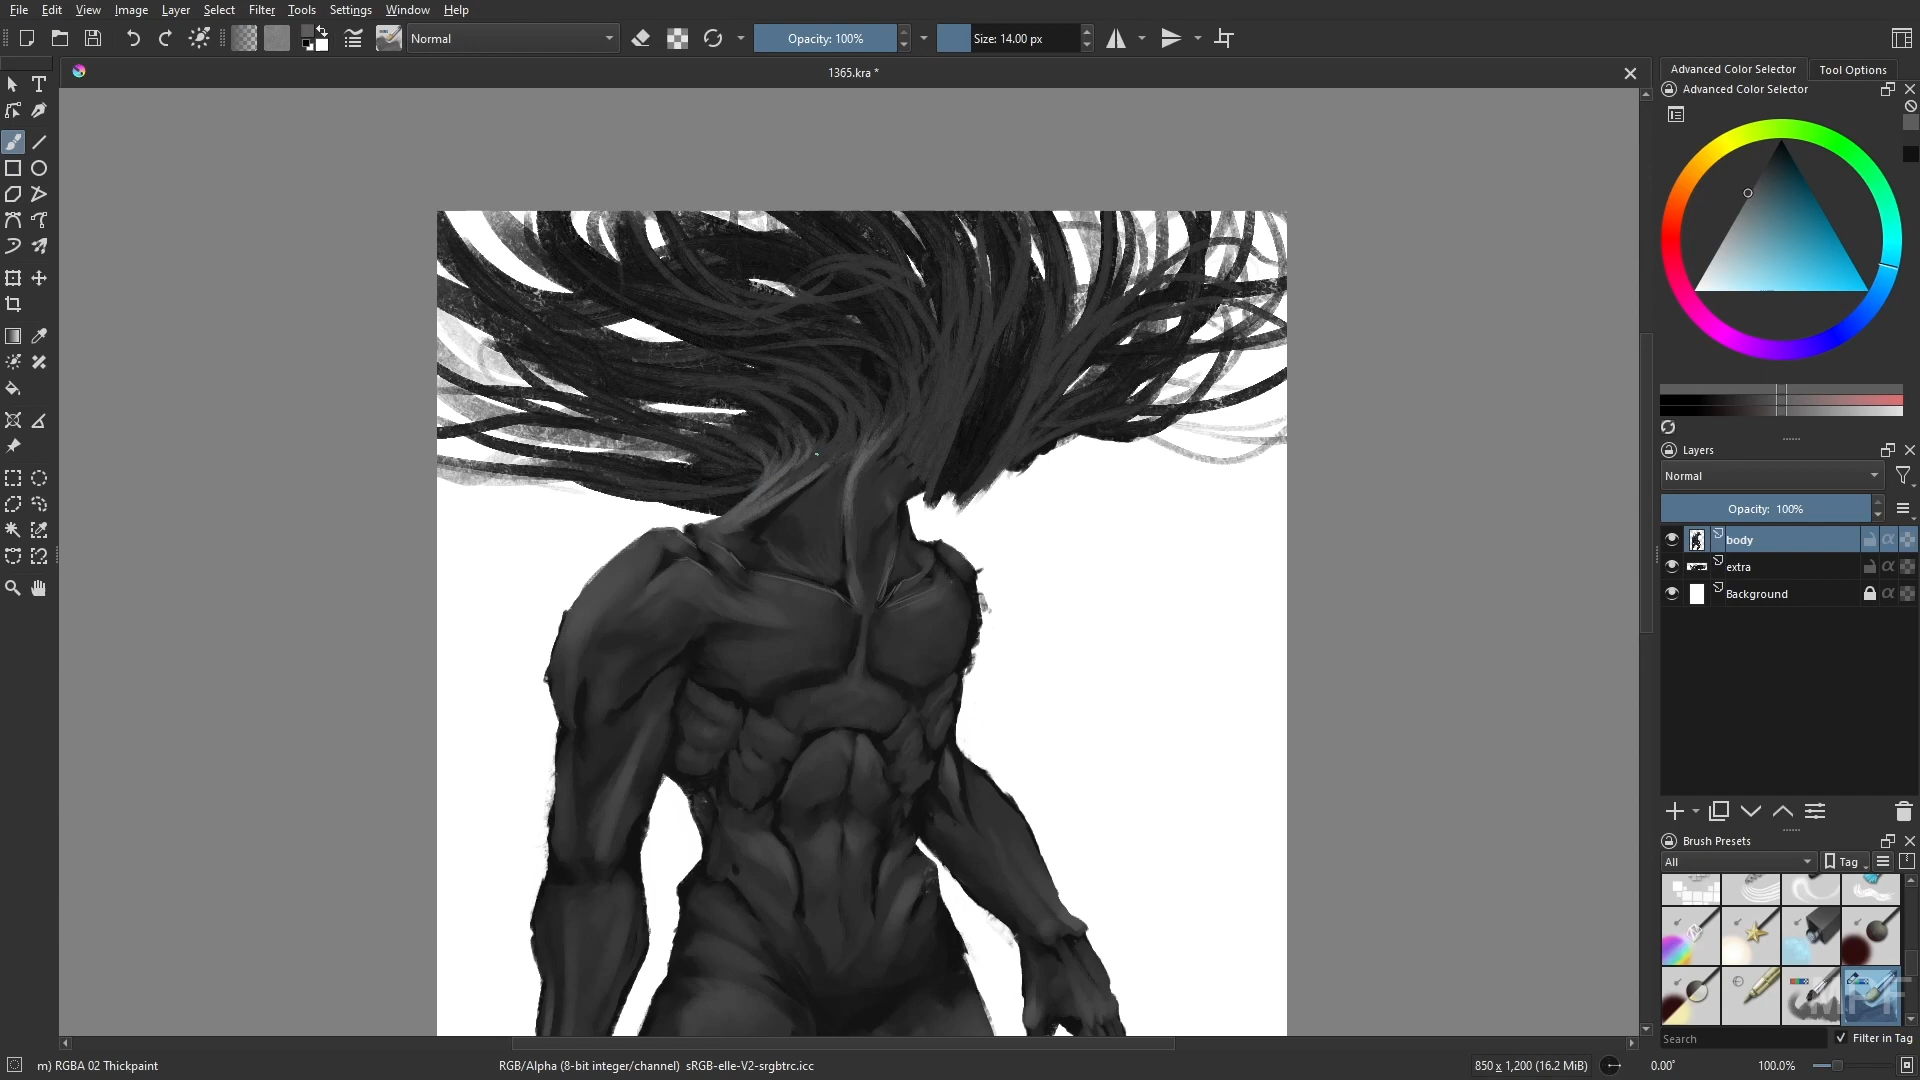 File Edit View Image Layer Select Filter Tools Settings Window Help
Normal
Opacity: 100%
Size: 14.00 px
1365.kra *
Advanced Color Selector
Tool Options
Advanced Color Selector
Layers
Normal
Opacity: 100%
body
extra
Background
Brush Presets
All
Tag
Search
Filter in Tag
m) RGBA 02 Thickpaint
RGB/Alpha (8-bit integer/channel) sRGB-elle-V2-srgbtrc.icc
850 x 1,200 (16.2 MiB)
0.00°
100.0%